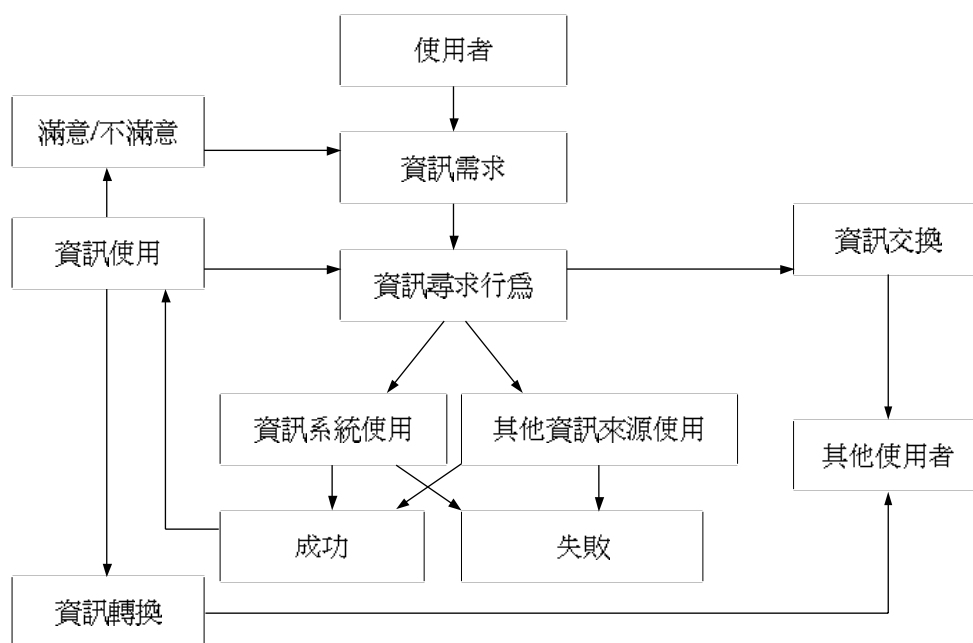 使用者
滿意/不滿意
資訊需求
資訊使用
資訊交換
資訊尋求行為
資訊系統使用
其他資訊來源使用
其他使用者
成功
失敗
資訊轉換